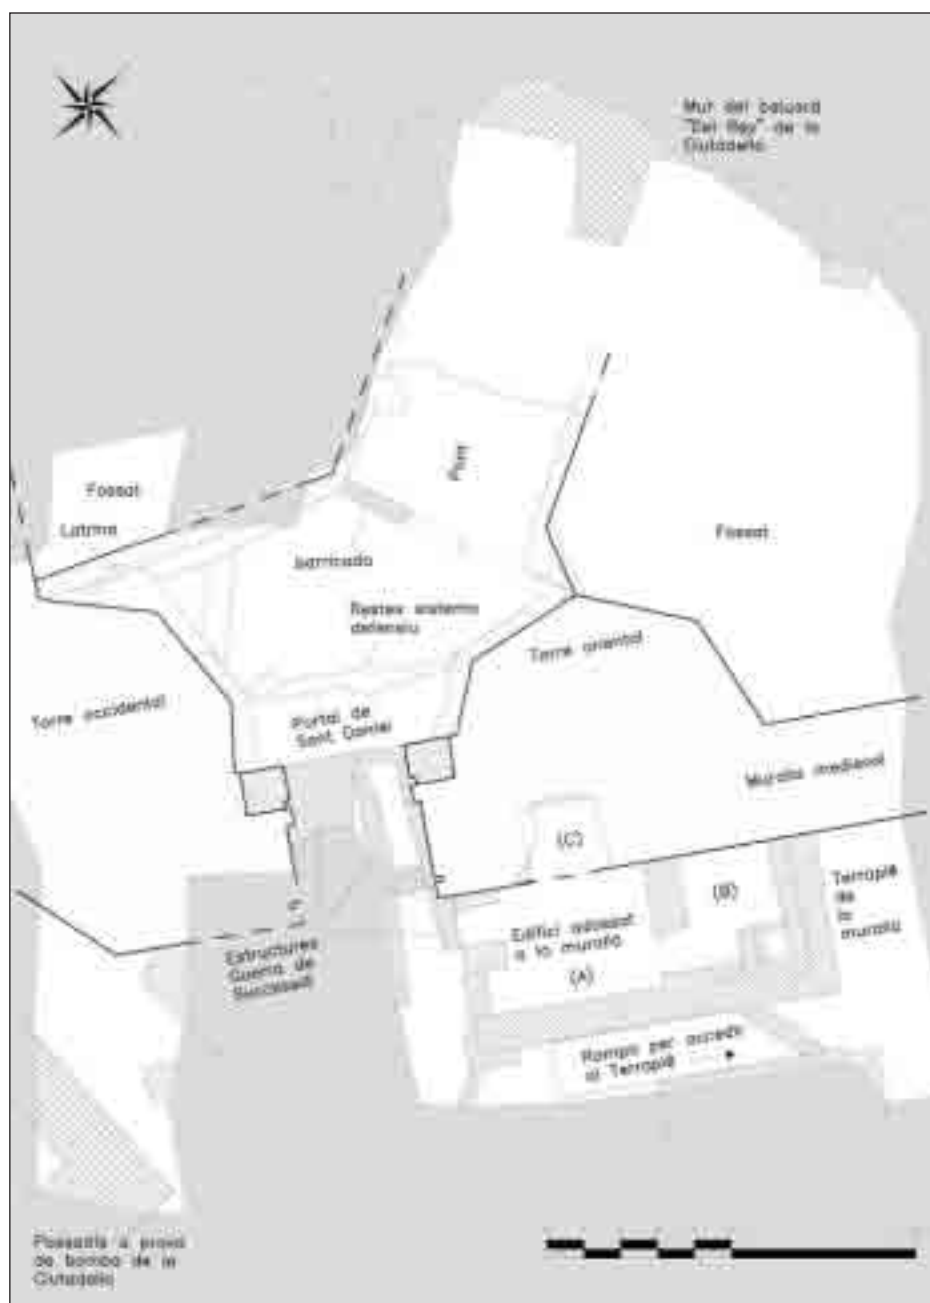 Mur del baluard
"Del Rey" de la
Ciutadella
Pont
Fossat
Latrina
Fossat
barricada
Restes sistema
defensiu
Torre oriental
Torre occidental
Portal de
Sant Daniel
Muralla medieval
(C)
(B)
Terraplè
de
la
muralla
Edifici adossat
a la muralla
(A)
Estructures
Guerra de
Successió
Rampa per accedir
al Terraplè
a prova
de bomba de la
Ciutadella